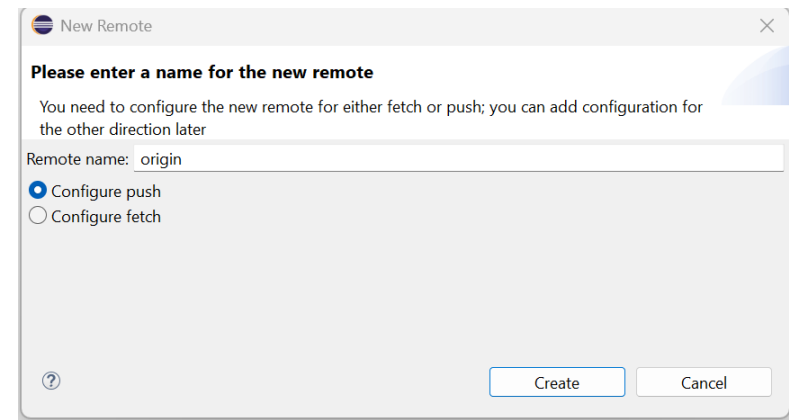 New Remote
Please enter a name for the new remote
You need to configure the new remote for either fetch or push; you can add configuration for
the other direction later
Remote name: origin
Configure push
Configure fetch
?
Create Cancel